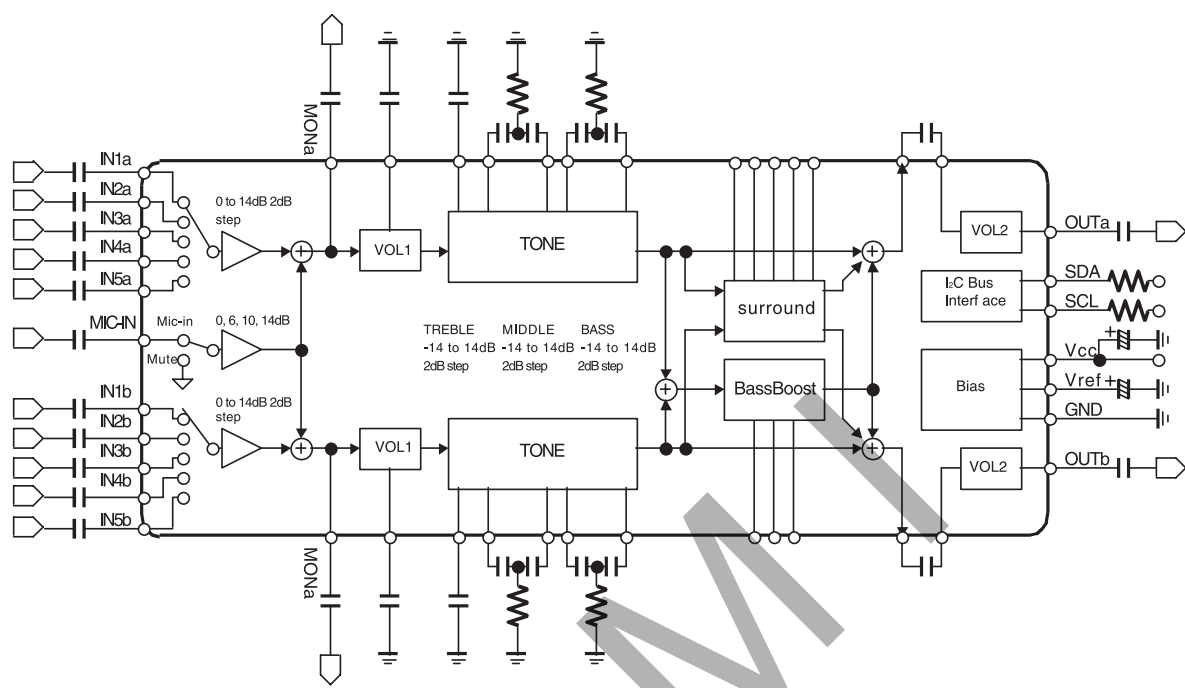 MONa
IN1a
IN2a
IN3a
IN4a
IN5a
MIC-IN
IN1b
IN2b
IN3b
IN4b
IN5b
0 to 14dB 2dB
step
Mic-in
0, 6, 10, 14dB
Mute
0 to 14dB 2dB
step
VOL1
TONE
TREBLE
-14 to 14dB
2dB step
MIDDLE
-14 to 14dB
2dB step
BASS
-14 to 14dB
2dB step
VOL1
TONE
surround
BassBoost
VOL2
I2C Bus
Interf ace
Bias
VOL2
OUTa
SDA
SCL
+
Vcc
Vref +
GND
OUTb
MONa